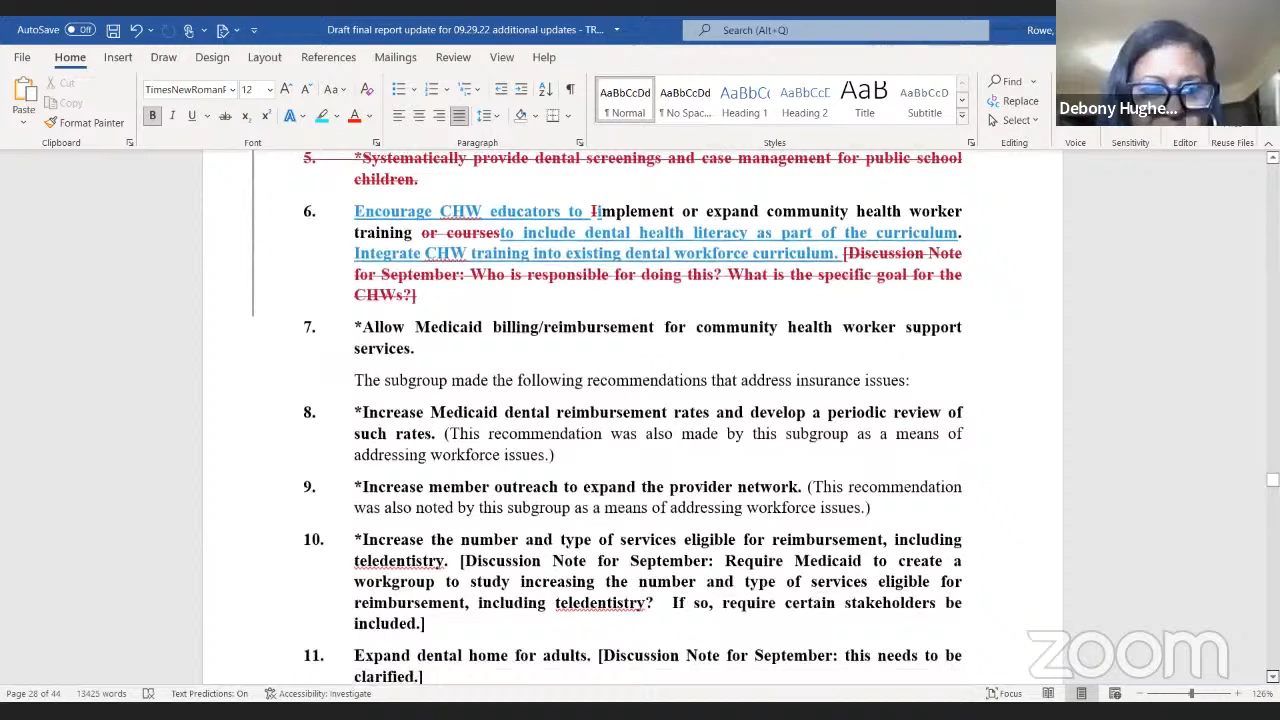 AutoSave Off Draft final report update for 09.29.22 additional updates - TR... Search (Alt+Q) Rowe,
File Home Insert Draw Design Layout References Mailings Review View Help
Debony Hughe...
Paste Cut Copy Format Painter
TimesNewRomanF 12
AaBbCcDd AaBbCcDd AaBbC AaBbCcE AaB AaBbCcD
¶ Normal ¶ No Spac... Heading 1 Heading 2 Title Subtitle
Find Replace Select
Clipboard Font Paragraph Styles Editing Voice Sensitivity Editor Reuse Files
5. *Systematically provide dental screenings and case management for public school
children.
6. Encourage CHW educators to Iimplement or expand community health worker
training or coursesto include dental health literacy as part of the curriculum.
Integrate CHW training into existing dental workforce curriculum. [Discussion Note
for September: Who is responsible for doing this? What is the specific goal for the
CHWs?]
7. *Allow Medicaid billing/reimbursement for community health worker support
services.
The subgroup made the following recommendations that address insurance issues:
8. *Increase Medicaid dental reimbursement rates and develop a periodic review of
such rates. (This recommendation was also made by this subgroup as a means of
addressing workforce issues.)
9. *Increase member outreach to expand the provider network. (This recommendation
was also noted by this subgroup as a means of addressing workforce issues.)
10. *Increase the number and type of services eligible for reimbursement, including
teledentistry. [Discussion Note for September: Require Medicaid to create a
workgroup to study increasing the number and type of services eligible for
reimbursement, including teledentistry? If so, require certain stakeholders be
included.]
11. Expand dental home for adults. [Discussion Note for September: this needs to be
clarified.]
zoom
Page 28 of 44 13425 words Text Predictions: On Accessibility: Investigate Focus 126%